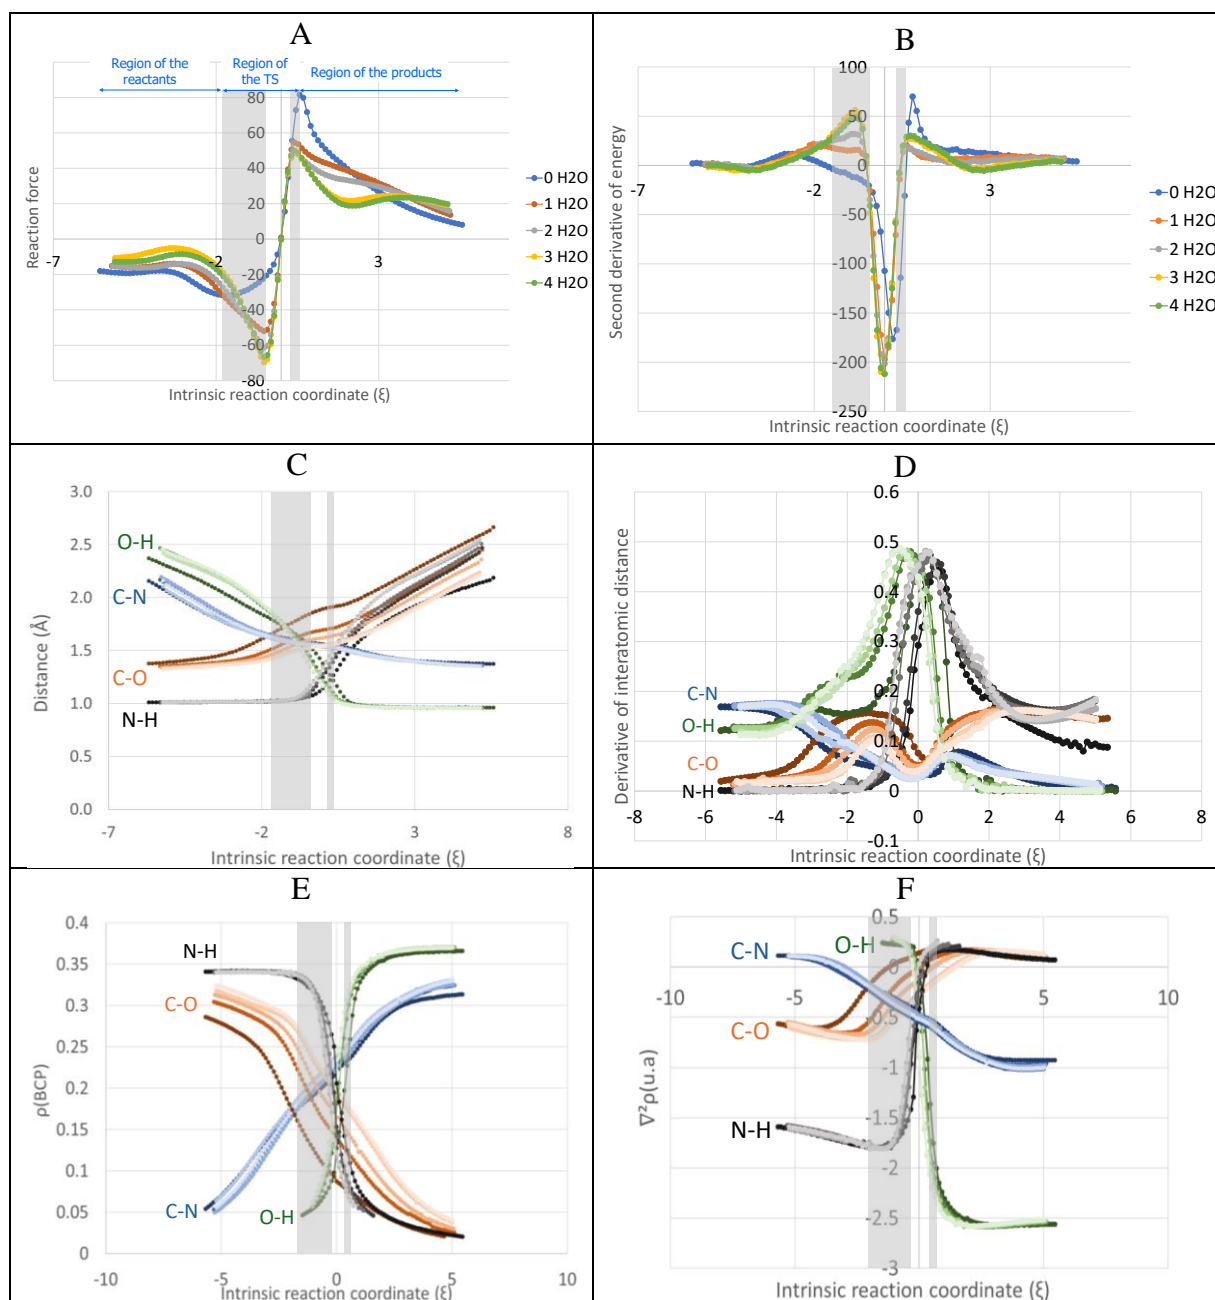 A
Region of the
reactants
Region of
the TS
Region of the products
80
60
40
20
0
-20
-40
-60
-80
-7
-2
3
Reaction force
Intrinsic reaction coordinate (ξ)
0 H2O
1 H2O
2 H2O
3 H2O
4 H2O
B
100
50
0
-50
-100
-150
-200
-250
-7
-2
3
Second derivative of energy
Intrinsic reaction coordinate (ξ)
0 H2O
1 H2O
2 H2O
3 H2O
4 H2O
C
3.0
2.5
2.0
1.5
1.0
0.5
0.0
-7
-2
3
8
O-H
C-N
C-O
N-H
Distance (Å)
Intrinsic reaction coordinate (ξ)
D
0.6
0.5
0.4
0.3
0.2
0.1
0
-0.1
-8
-6
-4
-2
0
2
4
6
8
C-N
O-H
C-O
N-H
Derivative of interatomic distance
Intrinsic reaction coordinate (ξ)
E
0.4
0.35
0.3
0.25
0.2
0.15
0.1
0.05
0
-10
-5
0
5
10
N-H
C-O
C-N
O-H
ρ(BCP)
Intrinsic reaction coordinate (ξ)
F
0.5
0
-0.5
-1
-1.5
-2
-2.5
-3
-10
-5
0
5
10
C-N
O-H
C-O
N-H
∇²ρ(u.a)
Intrinsic reaction coordinate (ξ)